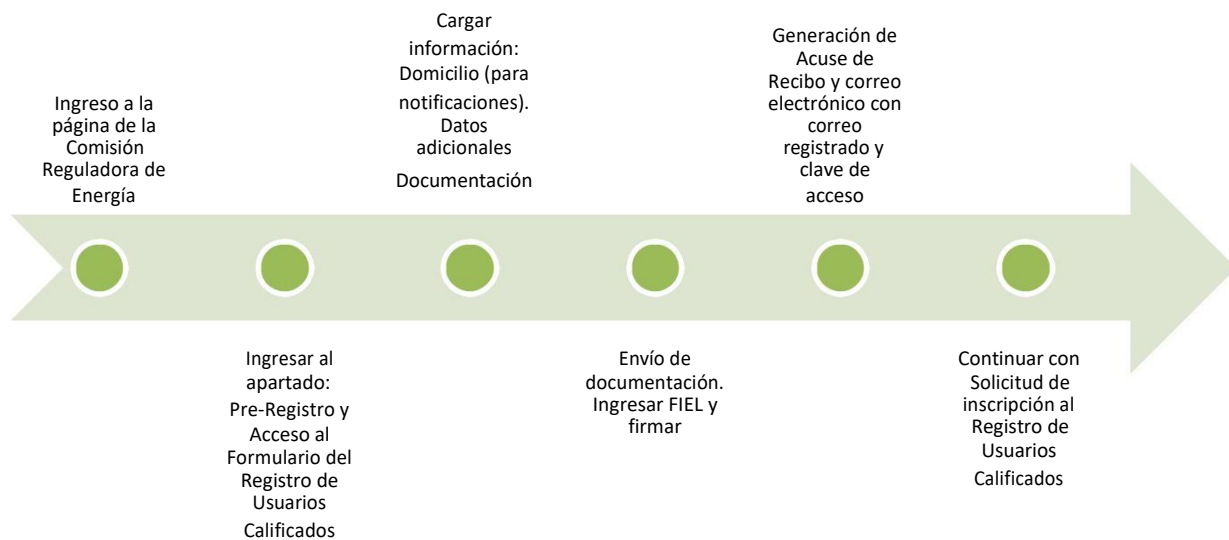 Ingreso a la
página de la
Comisión
Reguladora de
Energía
Ingresar al
apartado:
Pre-Registro y
Acceso al
Formulario del
Registro de
Usuarios
Calificados
Cargar
información:
Domicilio (para
notificaciones).
Datos
adicionales
Documentación
Envío de
documentación.
Ingresar FIEL y
firmar
Generación de
Acuse de
Recibo y correo
electrónico con
correo
registrado y
clave de
acceso
Continuar con
Solicitud de
inscripción al
Registro de
Usuarios
Calificados